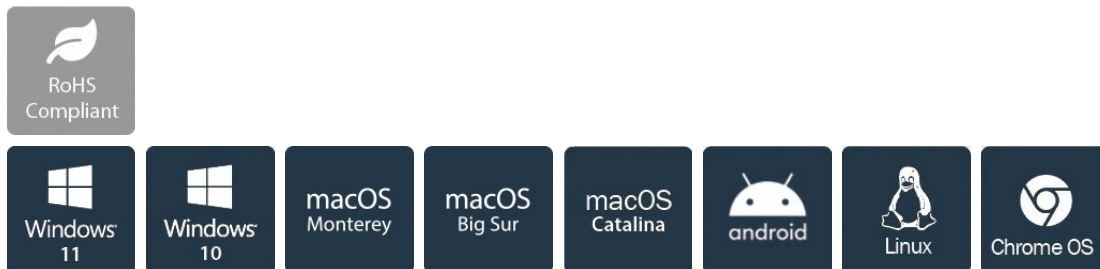 RoHS
Compliant
Windows
11
Windows
10
macOS
Monterey
macOS
Big Sur
macOS
Catalina
android
Linux
Chrome OS